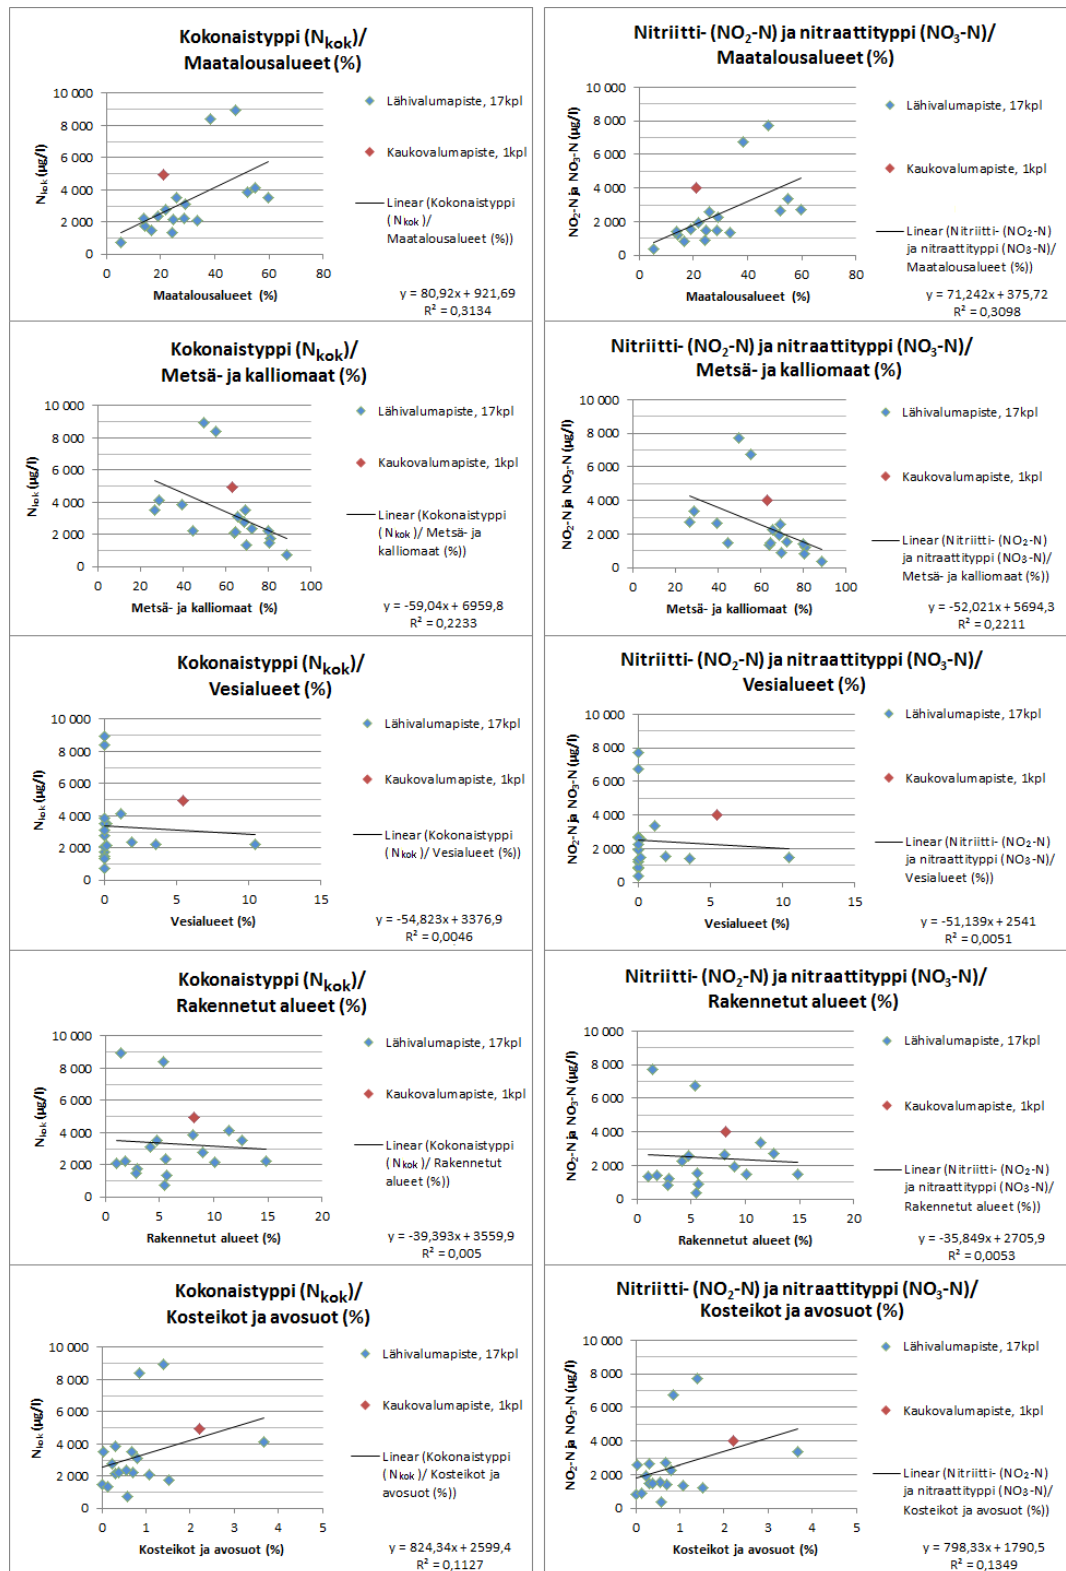 Kokonaistyppi (Nkok)/
Maatalousalueet (%)
10 000
8 000
6 000
4 000
2 000
0
Nkok (µg/l)
0 20 40 60 80
Maatalousalueet (%)
Lähivalumapiste, 17kpl
Kaukovalumapiste, 1kpl
Linear (Kokonaistyppi
(Nkok)/
Maatalousalueet (%))
y = 80,92x + 921,69
R² = 0,3134
Nitriitti- (NO₂-N) ja nitraattityppi (NO₃-N)/
Maatalousalueet (%)
10 000
8 000
6 000
4 000
2 000
0
NO₂-N ja NO₃-N (µg/l)
0 20 40 60 80
Maatalousalueet (%)
Lähivalumapiste, 17kpl
Kaukovalumapiste, 1kpl
Linear (Nitriitti- (NO₂-N)
ja nitraattityppi (NO₃-N)/
Maatalousalueet (%))
y = 71,242x + 375,72
R² = 0,3098
Kokonaistyppi (Nkok)/
Metsä- ja kalliomaat (%)
10 000
8 000
6 000
4 000
2 000
0
Nkok (µg/l)
0 20 40 60 80 100
Metsä- ja kalliomaat (%)
Lähivalumapiste, 17kpl
Kaukovalumapiste, 1kpl
Linear (Kokonaistyppi
(Nkok)/ Metsä- ja
kalliomaat (%))
y = -59,04x + 6959,8
R² = 0,2233
Nitriitti- (NO₂-N) ja nitraattityppi (NO₃-N)/
Metsä- ja kalliomaat (%)
10 000
8 000
6 000
4 000
2 000
0
NO₂-N ja NO₃-N (µg/l)
0 20 40 60 80 100
Metsä- ja kalliomaat (%)
Lähivalumapiste, 17kpl
Kaukovalumapiste, 1kpl
Linear (Nitriitti- (NO₂-N)
ja nitraattityppi (NO₃-N)/
Metsä- ja kalliomaat (%))
y = -52,021x + 5694,3
R² = 0,2211
Kokonaistyppi (Nkok)/
Vesialueet (%)
10 000
8 000
6 000
4 000
2 000
0
Nkok (µg/l)
0 5 10 15
Vesialueet (%)
Lähivalumapiste, 17kpl
Kaukovalumapiste, 1kpl
Linear (Kokonaistyppi
(Nkok)/ Vesialueet (%))
y = -54,823x + 3376,9
R² = 0,0046
Nitriitti- (NO₂-N) ja nitraattityppi (NO₃-N)/
Vesialueet (%)
10 000
8 000
6 000
4 000
2 000
0
NO₂-N ja NO₃-N (µg/l)
0 5 10 15
Vesialueet (%)
Lähivalumapiste, 17kpl
Kaukovalumapiste, 1kpl
Linear (Nitriitti- (NO₂-N)
ja nitraattityppi (NO₃-N)/
Vesialueet (%))
y = -51,139x + 2541
R² = 0,0051
Kokonaistyppi (Nkok)/
Rakennetut alueet (%)
10 000
8 000
6 000
4 000
2 000
0
Nkok (µg/l)
0 5 10 15 20
Rakennetut alueet (%)
Lähivalumapiste, 17kpl
Kaukovalumapiste, 1kpl
Linear (Kokonaistyppi
(Nkok)/ Rakennetut
alueet (%))
y = -39,393x + 3559,9
R² = 0,005
Nitriitti- (NO₂-N) ja nitraattityppi (NO₃-N)/
Rakennetut alueet (%)
10 000
8 000
6 000
4 000
2 000
0
NO₂-N ja NO₃-N (µg/l)
0 5 10 15 20
Rakennetut alueet (%)
Lähivalumapiste, 17kpl
Kaukovalumapiste, 1kpl
Linear (Nitriitti- (NO₂-N)
ja nitraattityppi (NO₃-N)/
Rakennetut alueet (%))
y = -35,849x + 2705,9
R² = 0,0053
Kokonaistyppi (Nkok)/
Kosteikot ja avosuot (%)
10 000
8 000
6 000
4 000
2 000
0
Nkok (µg/l)
0 1 2 3 4 5
Kosteikot ja avosuot (%)
Lähivalumapiste, 17kpl
Kaukovalumapiste, 1kpl
Linear (Kokonaistyppi
(Nkok)/ Kosteikot ja
avosuot (%))
y = 824,34x + 2599,4
R² = 0,1127
Nitriitti- (NO₂-N) ja nitraattityppi (NO₃-N)/
Kosteikot ja avosuot (%)
10 000
8 000
6 000
4 000
2 000
0
NO₂-N ja NO₃-N (µg/l)
0 1 2 3 4 5
Kosteikot ja avosuot (%)
Lähivalumapiste, 17kpl
Kaukovalumapiste, 1kpl
Linear (Nitriitti- (NO₂-N)
ja nitraattityppi (NO₃-N)/
Kosteikot ja avosuot (%))
y = 798,33x + 1790,5
R² = 0,1349